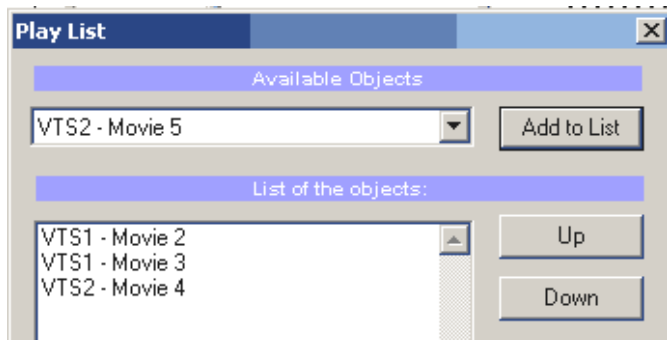 Play List
Available Objects
VTS2 - Movie 5
Add to List
List of the objects:
VTS1 - Movie 2
VTS1 - Movie 3
VTS2 - Movie 4
Up
Down